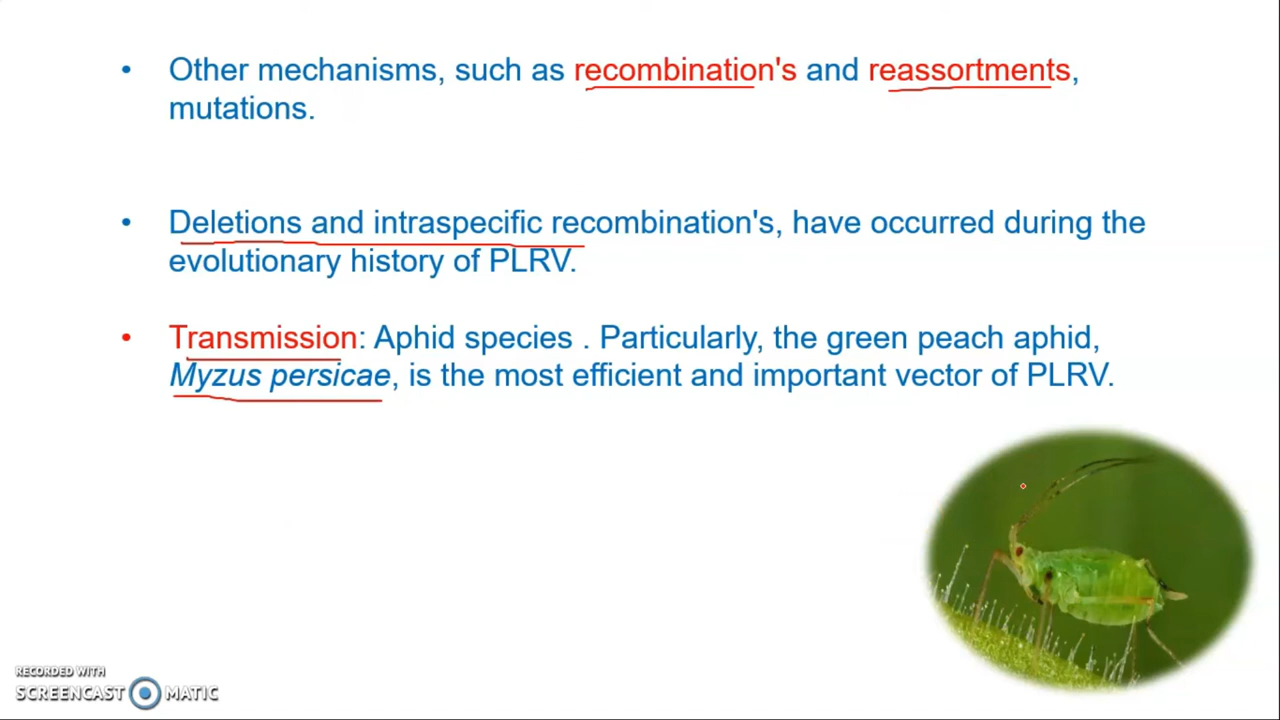 • Other mechanisms, such as recombination's and reassortments,
mutations.
• Deletions and intraspecific recombination's, have occurred during the
evolutionary history of PLRV.
• Transmission: Aphid species . Particularly, the green peach aphid,
Myzus persicae, is the most efficient and important vector of PLRV.
RECORDED WITH
SCREENCAST MATIC